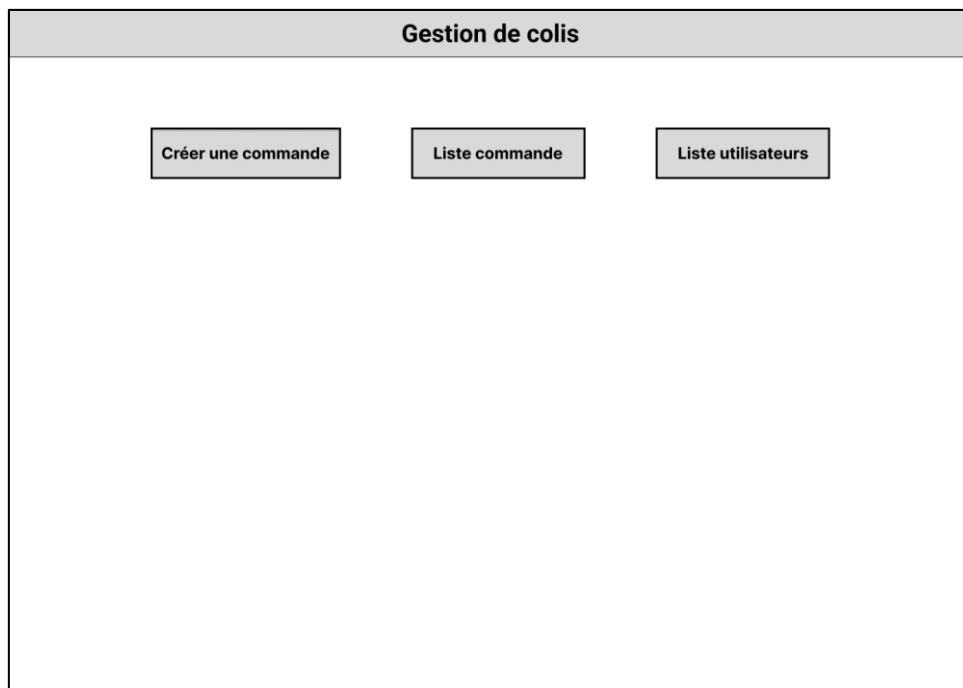 Gestion de colis
Créer une commande
Liste commande
Liste utilisateurs